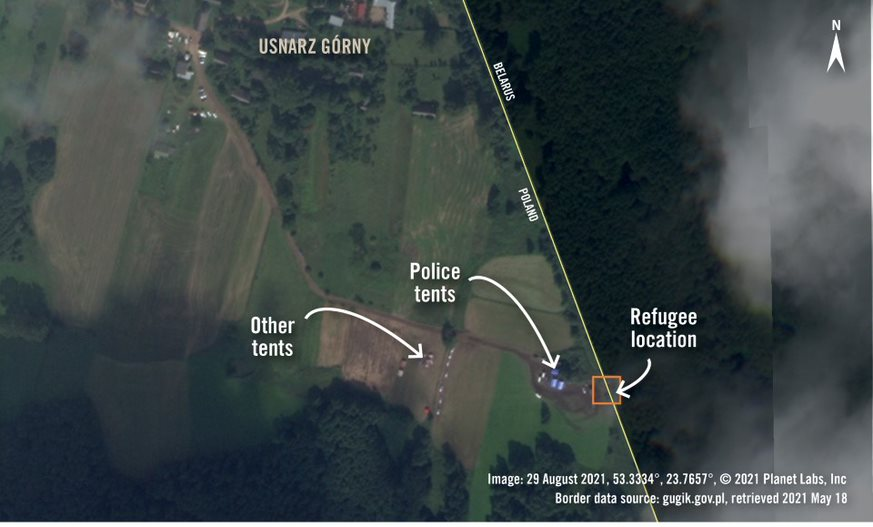 N
USNARZ GÓRNY
BELARUS
POLAND
Police
tents
Other
tents
Refugee
location
Image: 29 August 2021, 53.3334°, 23.7657°, © 2021 Planet Labs, Inc
Border data source: gugik.gov.pl, retrieved 2021 May 18